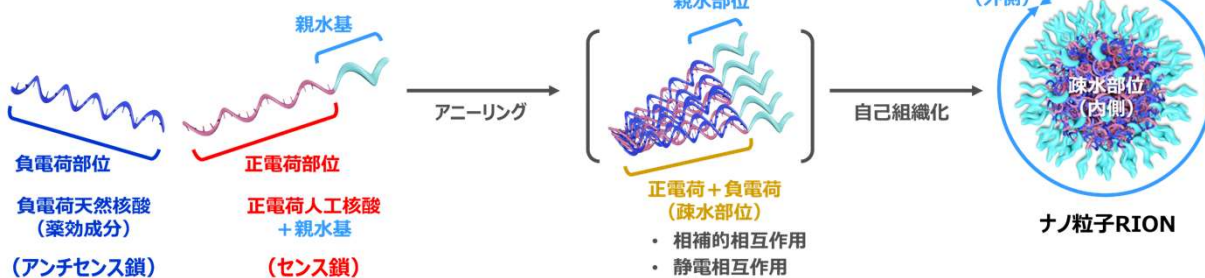 親水基
負電荷部位
負電荷天然核酸
（薬効成分）
（アンチセンス鎖）
正電荷部位
正電荷人工核酸
＋親水基
（センス鎖）
アニーリング
親水部位
正電荷＋負電荷
（疎水部位）
・ 相補的相互作用
・ 静電相互作用
自己組織化
疎水部位
（内側）
ナノ粒子RION